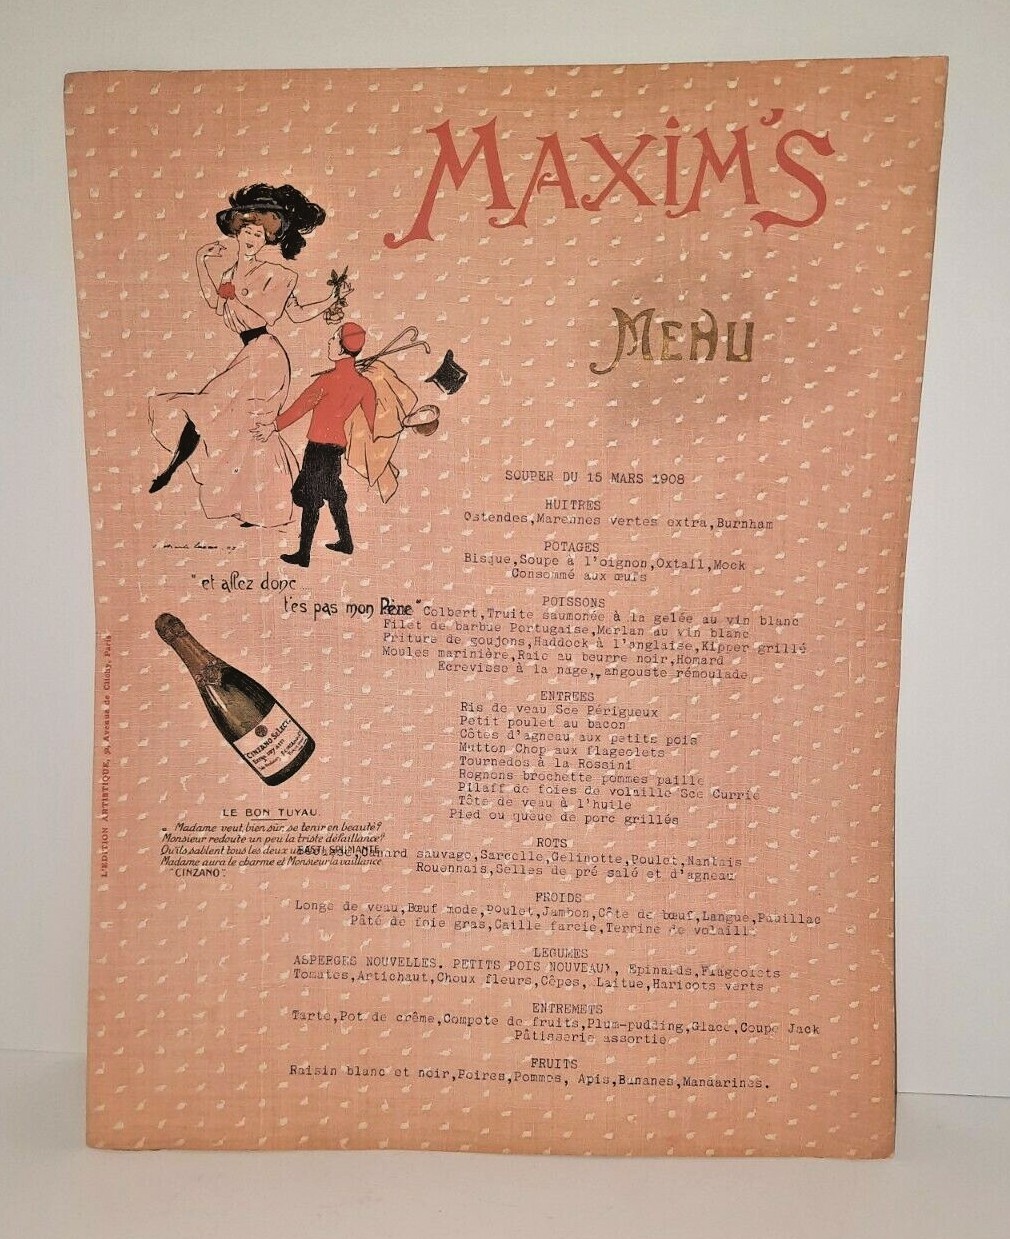 MAXIM'S
MENU
SOUPER DU 15 MARS 1908
HUITRES
Ostendes,Marennes vertes extra,Burnham
POTAGES
Bisque,Soupe à l'oignon,Oxtail,Mock
Consommé aux œufs
"et allez donc...
t'es pas mon Père"
POISSONS
Colbert,Truite saumonée à la gelée au vin blanc
Filet de barbue Portugaise,Merlan au vin blanc
Friture de goujons,Haddock à l'anglaise,Kipper grillé
Moules marinière,Raie au beurre noir,Homard
Ecrevisse à la nage,,angouste rémoulade
ENTREES
Ris de veau Sce Périgueux
Petit poulet au bacon
Côtes d'agneau aux petits pois
Mutton Chop aux flageolets
Tournedos à la Rossini
Rognons brochette pommes paille
Pilaff de foies de volaille Sce Currie
Tête de veau à l'huile
Pied ou queue de porc grillés
CINZANO SELECT
LE BON TUYAU.
Madame veut bien sûr, se tenir en beauté?
Monsieur redoute un peu la triste défaillance?
Qu'ils sablent tous les deux un ASTI SPUMANTE
Madame aura le charme et Monsieur la vaillance
"CINZANO".
L'EDITION ARTISTIQUE, Avenue de Clichy, Paris
ROTS
Canard sauvage,Sarcelle,Gelinotte,Poulet,Nantais
Rouennais,Selles de pré salé et d'agneau
FROIDS
Longe de veau,Bœuf mode,Poulet,Jambon,Côte de bœuf,Langue,Pauillac
Pâté de foie gras,Caille farcie,Terrine de volaille
LEGUMES
ASPERGES NOUVELLES. PETITS POIS NOUVEAUX, Epinards,Flageolets
Tomates,Artichaut,Choux fleurs,Cêpes, Laitue,Haricots verts
ENTREMETS
Tarte,Pot de crême,Compote de fruits,Plum-pudding,Glace,Coupe Jack
Pâtisserie assortie
FRUITS
Raisin blanc et noir,Poires,Pommes, Apis,Bananes,Mandarines.